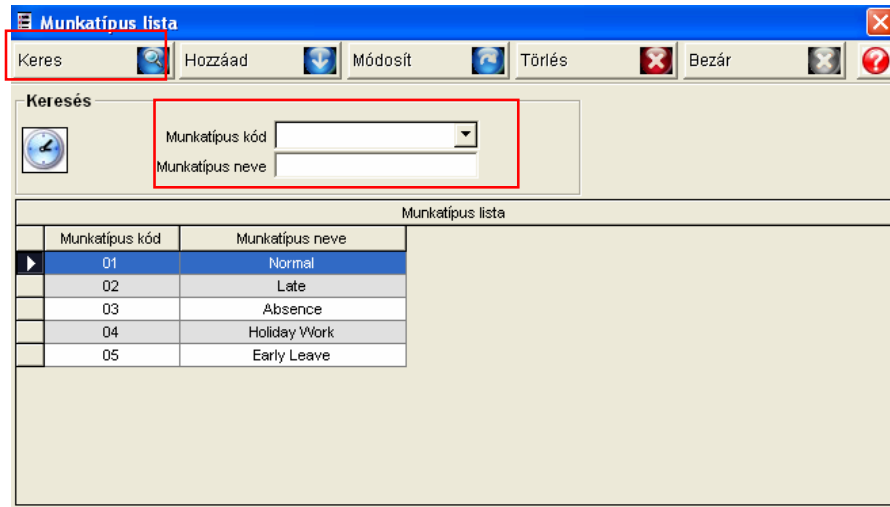 Munkatípus lista
Keres Hozzáad Módosít Törlés Bezár ?
Keresés
Munkatípus kód
Munkatípus neve
Munkatípus lista
Munkatípus kód Munkatípus neve
01 Normal
02 Late
03 Absence
04 Holiday Work
05 Early Leave